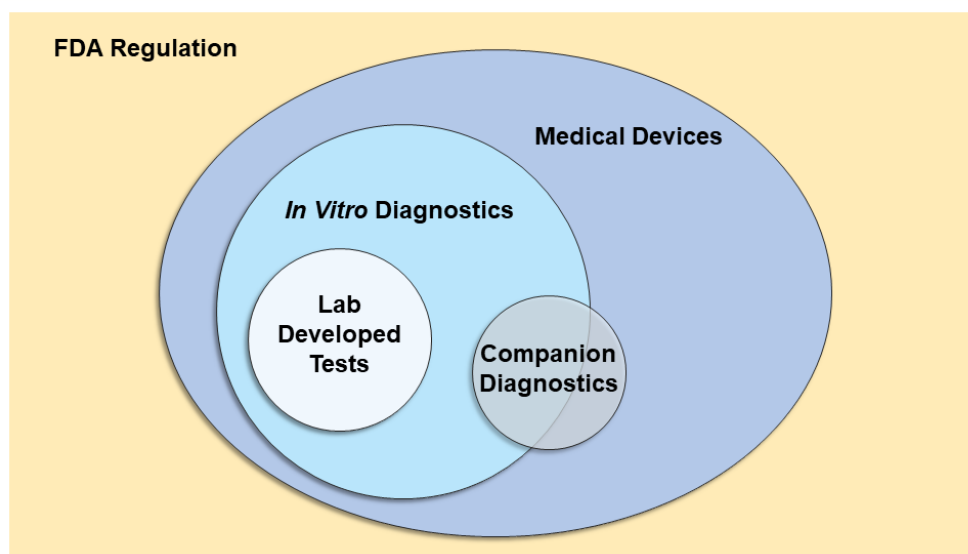 FDA Regulation
Medical Devices
In Vitro Diagnostics
Lab
Developed
Tests
Companion
Diagnostics